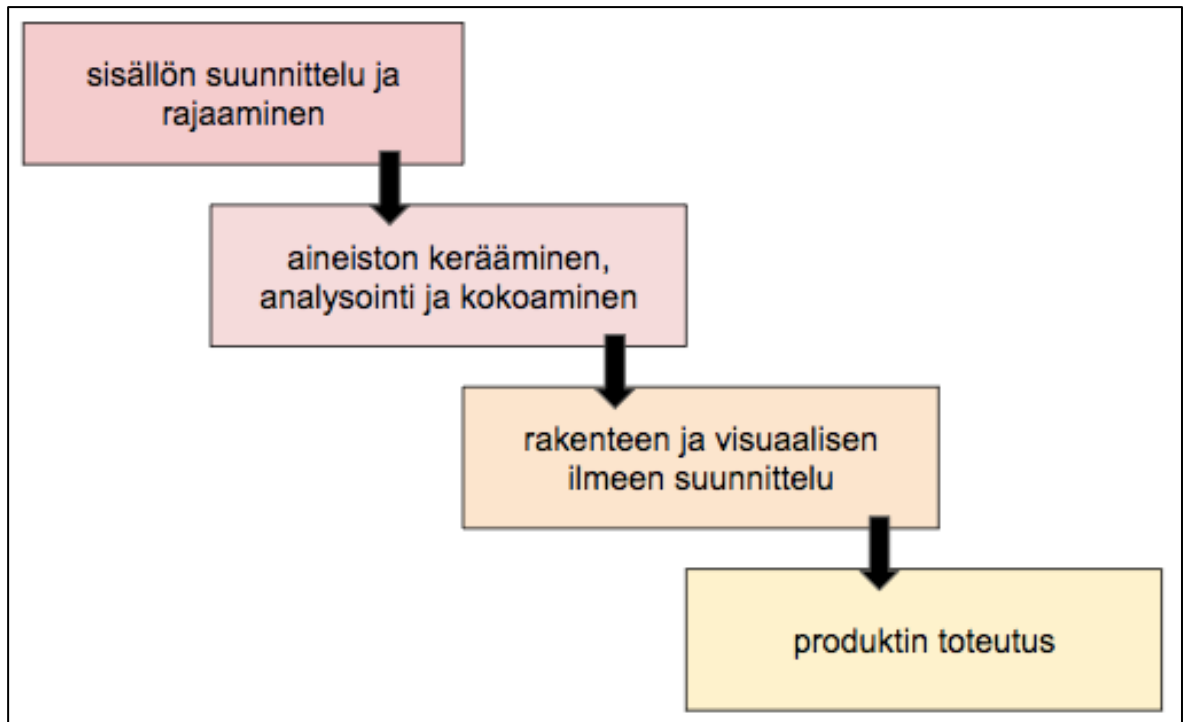 sisällön suunnittelu ja
rajaaminen
aineiston kerääminen,
analysointi ja kokoaminen
rakenteen ja visuaalisen
ilmeen suunnittelu
produktin toteutus